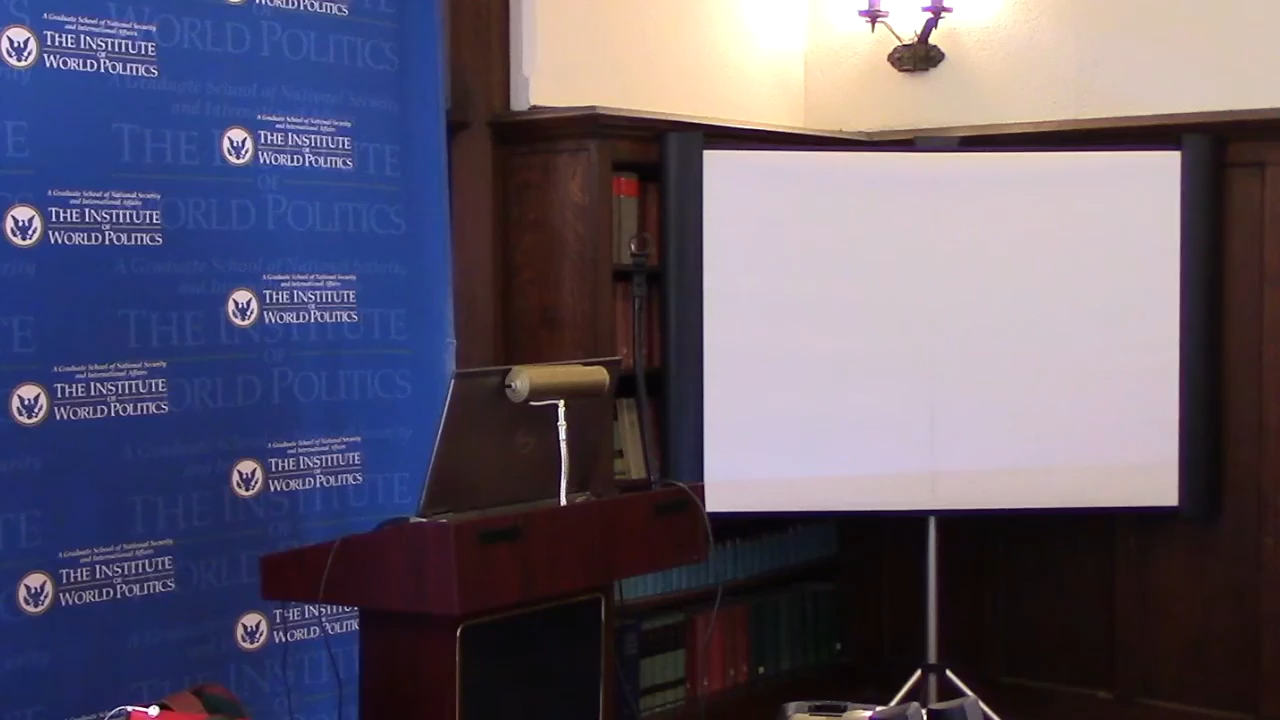 WORLD POLITICS
A Graduate School of National Security
and International Affairs
THE INSTITUTE
OF
WORLD POLITICS
A Graduate School of National Security
and International Affairs
THE INSTITUTE
OF
WORLD POLITICS
A Graduate School of National Security
and International Affairs
THE INSTITUTE
OF
WORLD POLITICS
A Graduate School of National Security
and International Affairs
THE INSTITUTE
OF
WORLD POLITICS
A Graduate School of National Security
and International Affairs
THE INSTITUTE
OF
WORLD POLITICS
A Graduate School of National Security
and International Affairs
THE INSTITUTE
OF
WORLD POLITICS
A Graduate School of National Security
and International Affairs
THE INSTITUTE
OF
WORLD POLITICS
THE INSTITU
OF
WORLD POLITIC